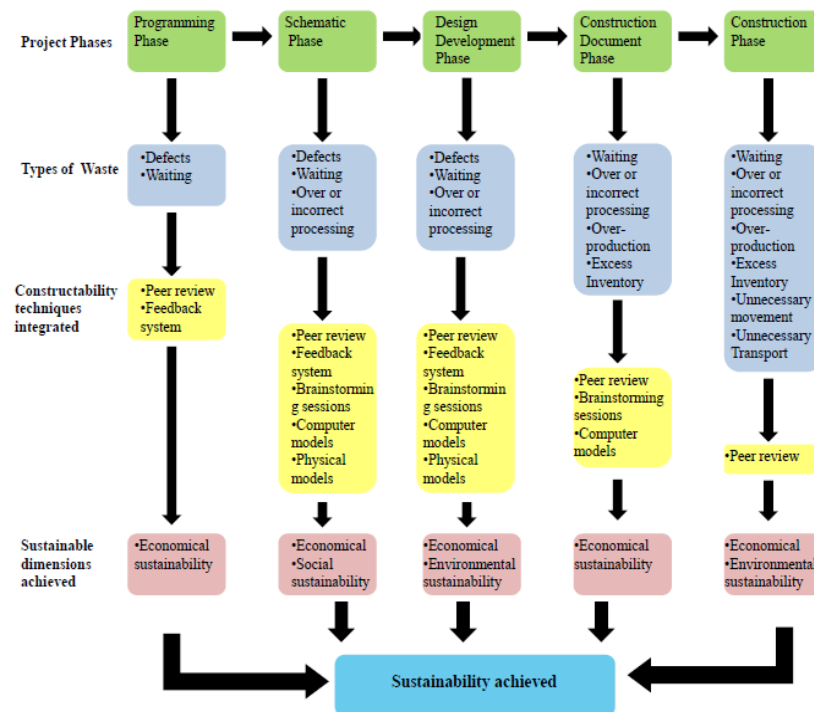 Project Phases
Programming
Phase
Schematic
Phase
Design
Development
Phase
Construction
Document
Phase
Construction
Phase
Types of Waste
•Defects
•Waiting
•Defects
•Waiting
•Over or
incorrect
processing
•Defects
•Waiting
•Over or
incorrect
processing
•Waiting
•Over or
incorrect
processing
•Over-
production
•Excess
Inventory
•Waiting
•Over or
incorrect
processing
•Over-
production
•Excess
Inventory
•Unnecessary
movement
•Unnecessary
Transport
Constructability
techniques
integrated
•Peer review
•Feedback
system
•Peer review
•Feedback
system
•Brainstormin
g sessions
•Computer
models
•Physical
models
•Peer review
•Feedback
system
•Brainstormin
g sessions
•Computer
models
•Physical
models
•Peer review
•Brainstorming
sessions
•Computer
models
•Peer review
Sustainable
dimensions
achieved
•Economical
sustainability
•Economical
•Social
sustainability
•Economical
•Environmental
sustainability
•Economical
sustainability
•Economical
•Environmental
sustainability
Sustainability achieved